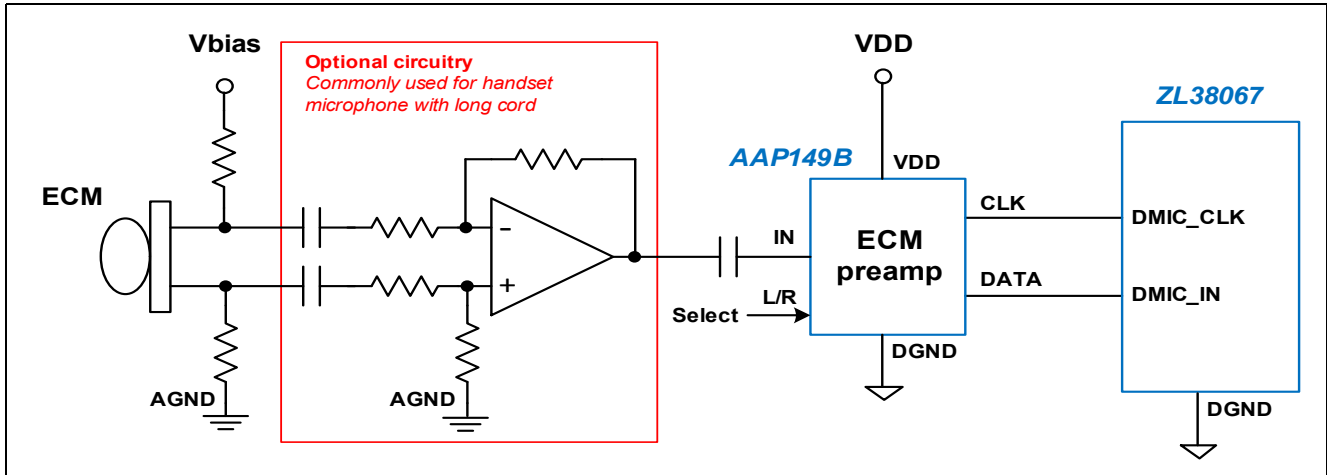 Vbias
Optional circuitry
Commonly used for handset
microphone with long cord
VDD
ZL38067
AAP149B
VDD
ECM
CLK
DMIC_CLK
-
IN
ECM
preamp
+
DATA
DMIC_IN
L/R
Select
DGND
AGND
AGND
DGND